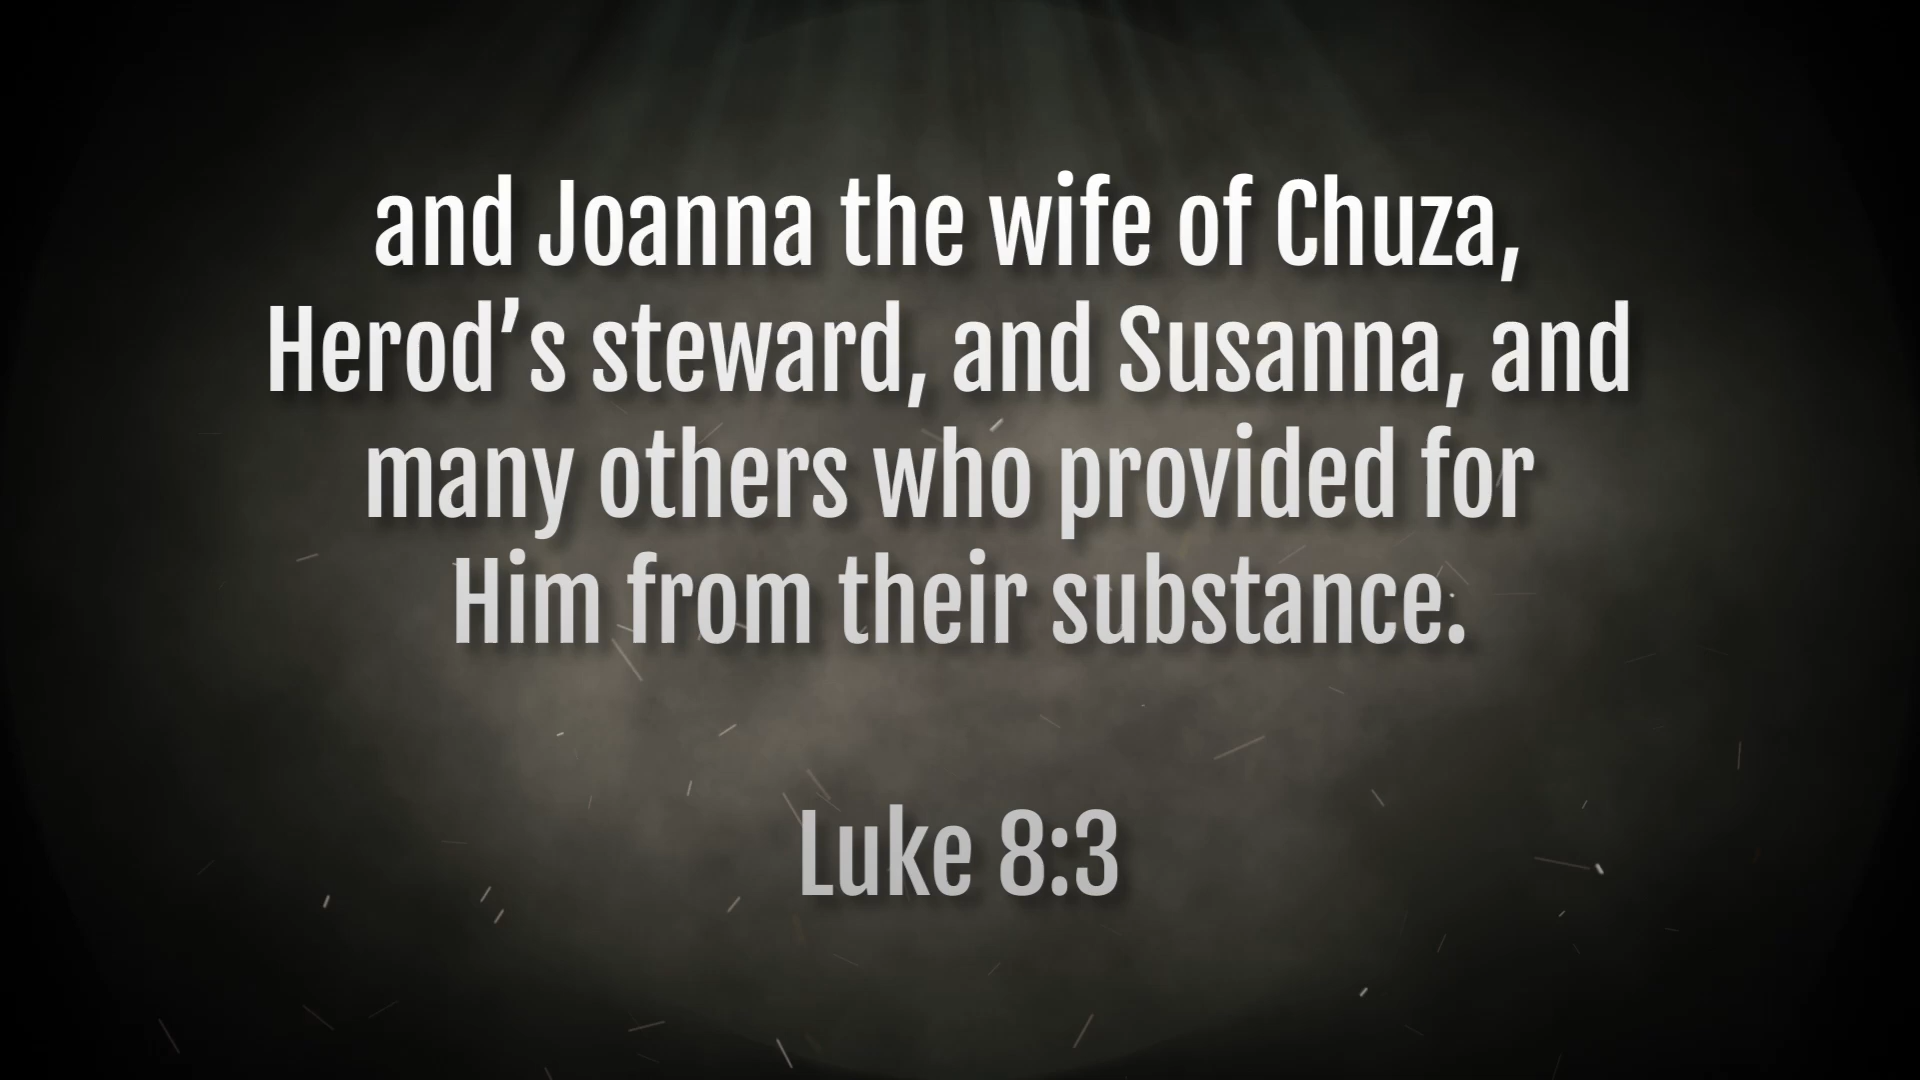 and Joanna the wife of Chuza,
Herod’s steward, and Susanna, and
many others who provided for
Him from their substance.
Luke 8:3